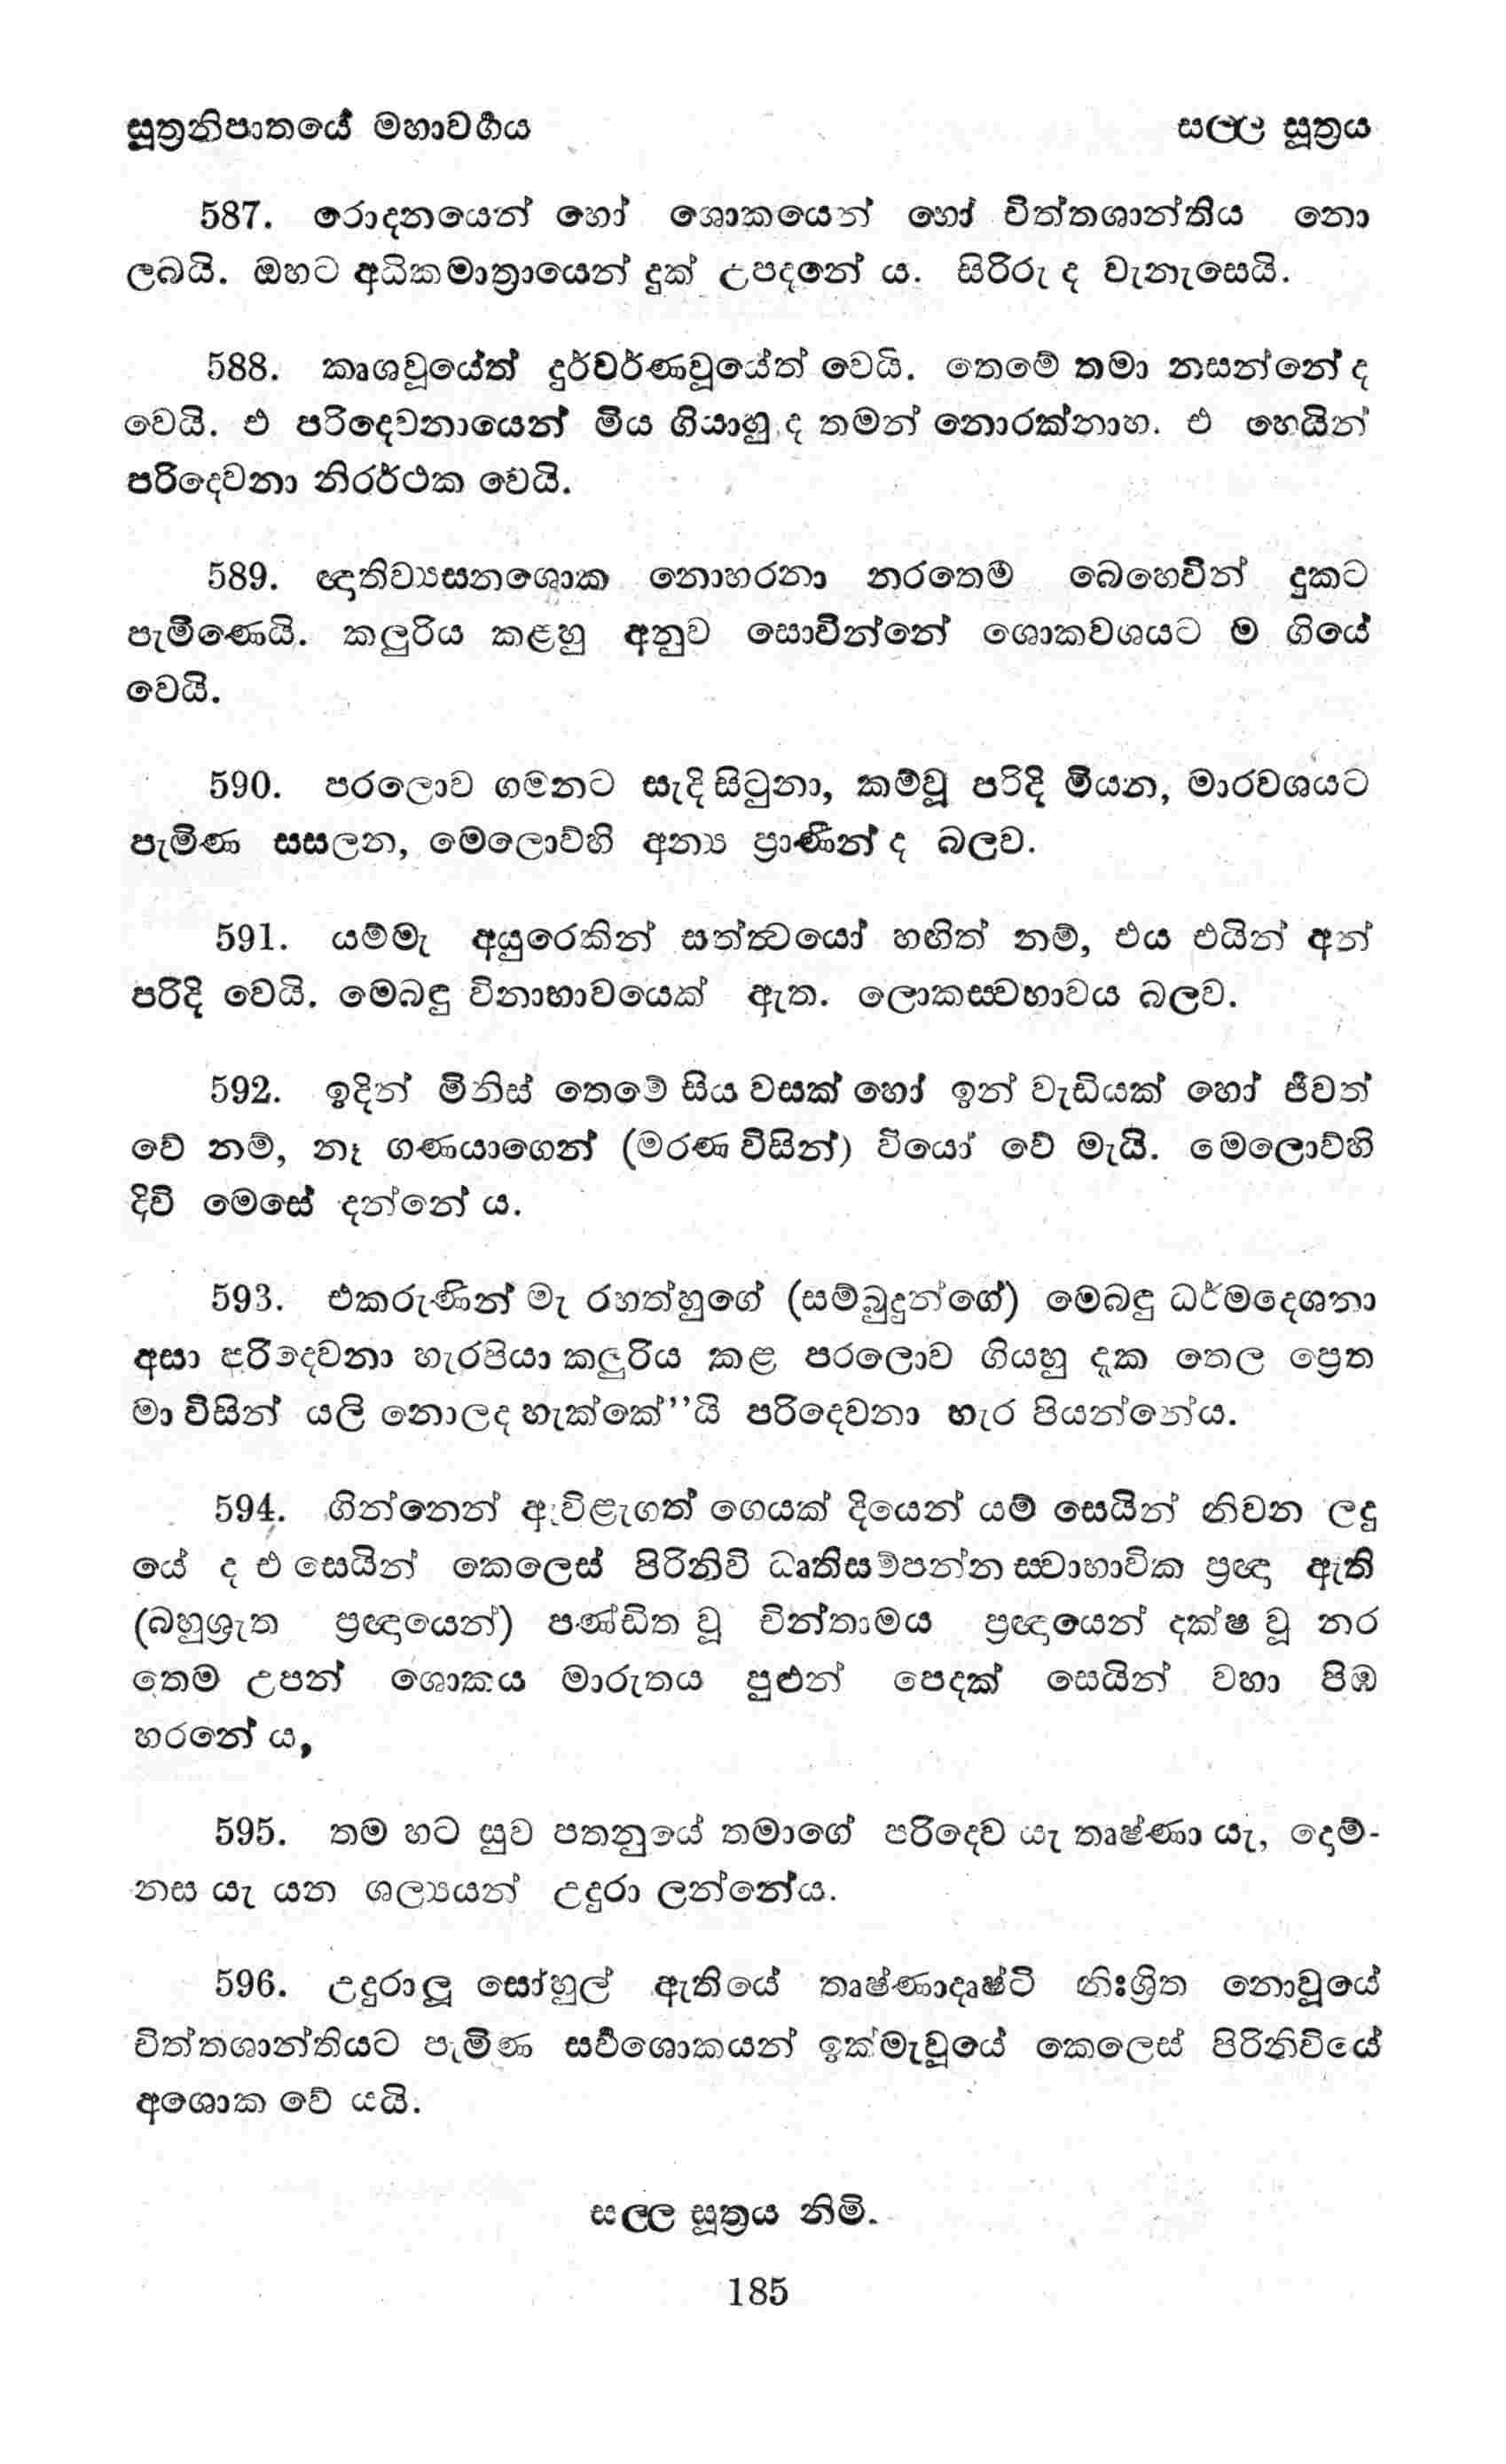 සූත්‍රනිපාතයේ මහාවර්ගය සල්ල සූත්‍රය
587. රොදනයෙන් හෝ ශොකයෙන් හෝ චිත්තශාන්තිය නො
ලබයි. ඔහට අධිකමාත්‍රායෙන් දුක් උපදනේ ය. සිරිරු ද වැනැසෙයි.
588. කෘශවූයේත් දුර්වර්ණවූයේත් වෙයි. තෙමේ තමා නසන්නේ ද
වෙයි. එ පරිදෙවනායෙන් මිය ගියාහු ද තමන් නොරක්නාහ. එ හෙයින්
පරිදෙවනා නිරර්ථක වෙයි.
589. ඥාතිව්‍යසනශොක නොහරනා නරතෙම බෙහෙවින් දුකට
පැමිණෙයි. කලුරිය කළහු අනුව සොවින්නේ ශොකවශයට ම ගියේ
වෙයි.
590. පරලොව ගමනට සැදි සිටුනා, කම්වූ පරිදි මියන, මාරවශයට
පැමිණ සසලන, මෙලොව්හි අන්‍ය ප්‍රාණීන් ද බලව.
591. යම්මැ අයුරෙකින් සත්ත්‍වයෝ හඟිත් නම්, එය එයින් අන්
පරිදි වෙයි. මෙබඳු විනාභාවයෙක් ඇත. ලොකස්වභාවය බලව.
592. ඉදින් මිනිස් තෙමේ සිය වසක් හෝ ඉන් වැඩියක් හෝ ජීවත්
වේ නම්, නෑ ගණයාගෙන් (මරණ විසින්) වියෝ වේ මැයි. මෙලොව්හි
දිවි මෙසේ දන්නේ ය.
593. එකරුණින් මැ රහත්හුගේ (සම්බුදුන්ගේ) මෙබඳු ධර්මදෙශනා
අසා පරිදෙවනා හැරපියා කලුරිය කළ පරලොව ගියහු දැක තෙල ප්‍රෙත
මා විසින් යලි නොලද හැක්කේ’’යි පරිදෙවනා හැර පියන්නේය.
594. ගින්නෙන් ඇවිළැගත් ගෙයක් දියෙන් යම් සෙයින් නිවන ලදු
යේ ද එ සෙයින් කෙලෙස් පිරිනිවි ධෘතිසම්පන්න ස්වාභාවික ප්‍රඥා ඇති
(බහුශ්‍රැත ප්‍රඥායෙන්) පණ්ඩිත වූ චින්තාමය ප්‍රඥායෙන් දක්ෂ වූ නර
තෙම උපන් ශොකය මාරුතය පුළුන් පෙදක් සෙයින් වහා පිඹ
හරනේ ය,
595. තම හට සුව පතනුයේ තමාගේ පරිදෙව යැ තෘෂ්ණා යැ, දොම්-
නස යැ යන ශල්‍යයන් උදුරා ලන්නේය.
596. උදුරාලූ සෝහුල් ඇතියේ තෘෂ්ණාදෘෂ්ටි නිඃශ්‍රිත නොවූයේ
චිත්තශාන්තියට පැමිණ සර්වශොකයන් ඉක්මැවූයේ කෙලෙස් පිරිනිවියේ
අශොක වේ යයි.
සල්ල සූත්‍රය නිමි.
185